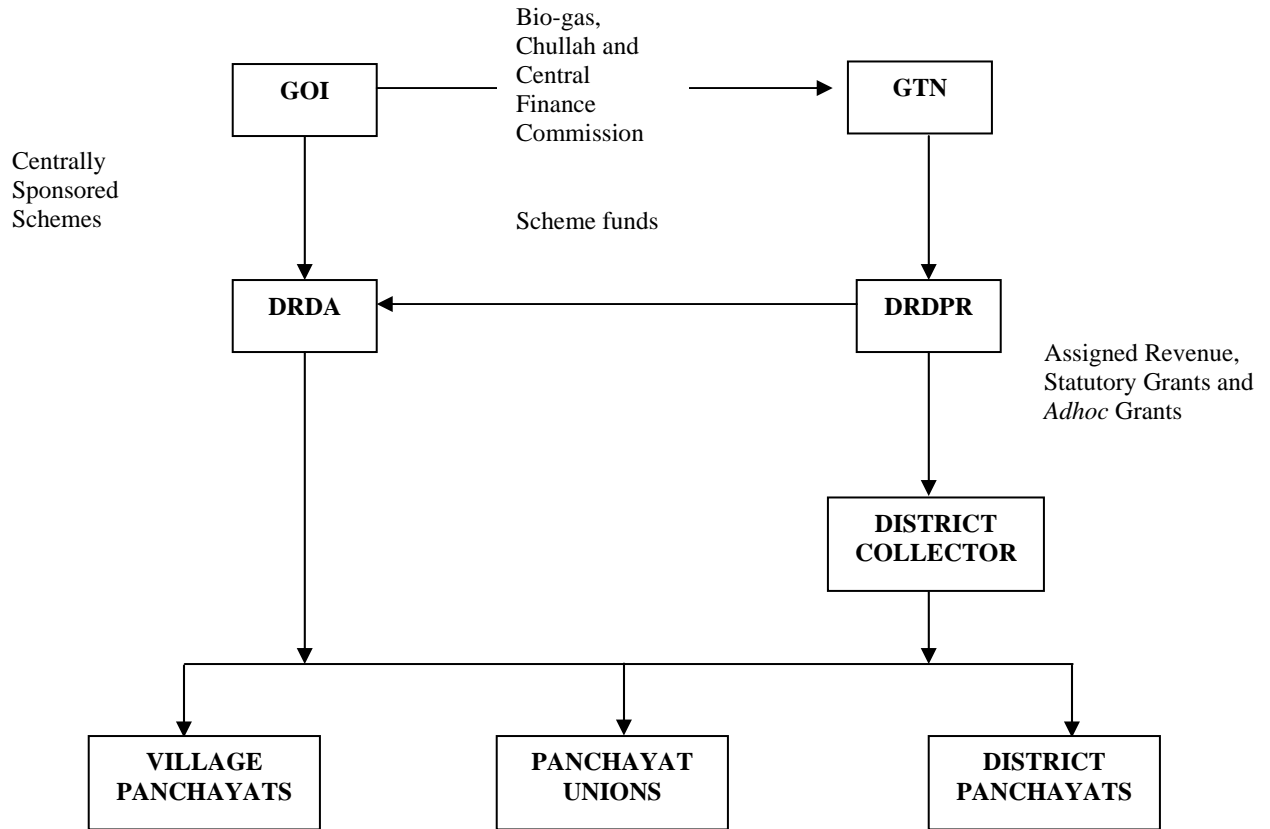 Bio-gas,
Chullah and
Central
Finance
Commission
GOI
GTN
Centrally
Sponsored
Schemes
Scheme funds
DRDA
DRDPR
Assigned Revenue,
Statutory Grants and
Adhoc Grants
DISTRICT
COLLECTOR
VILLAGE
PANCHAYATS
PANCHAYAT
UNIONS
DISTRICT
PANCHAYATS